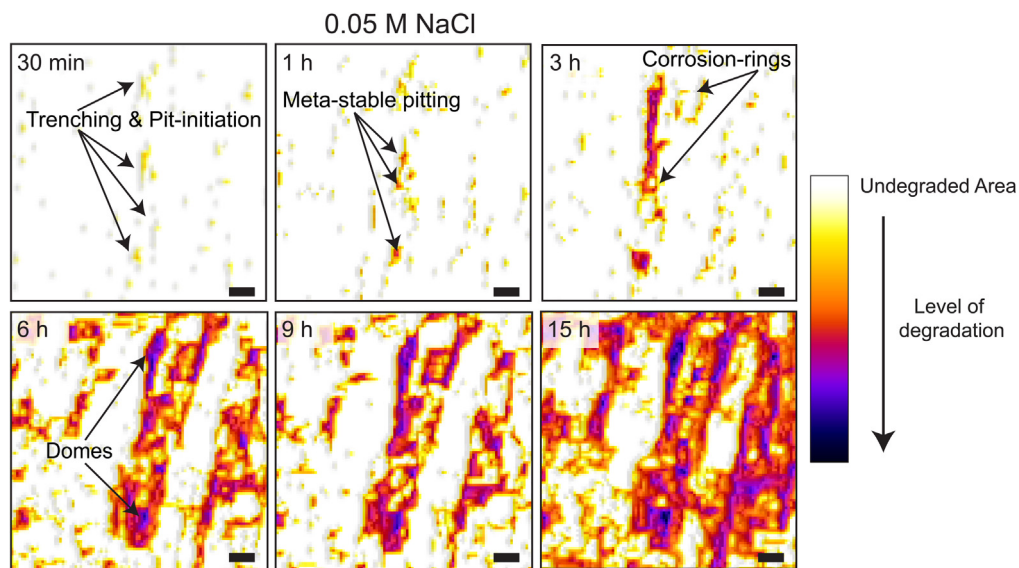 0.05 M NaCl
30 min
Trenching & Pit-initiation
1 h
Meta-stable pitting
3 h
Corrosion-rings
Undegraded Area
Level of
degradation
6 h
Domes
9 h
15 h